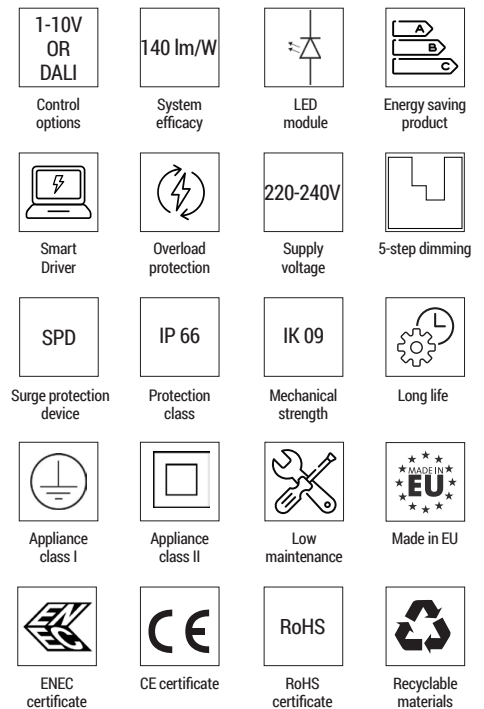 1-10V
OR
DALI
Control
options
140 lm/W
System
efficacy
LED
module
A
B
C
Energy saving
product
Smart
Driver
Overload
protection
220-240V
Supply
voltage
5-step dimming
SPD
Surge protection
device
IP 66
Protection
class
IK 09
Mechanical
strength
Long life
Appliance
class I
Appliance
class II
Low
maintenance
MADE IN
EU
Made in EU
EN
EC
ENEC
certificate
CE
CE certificate
RoHS
RoHS
certificate
Recyclable
materials